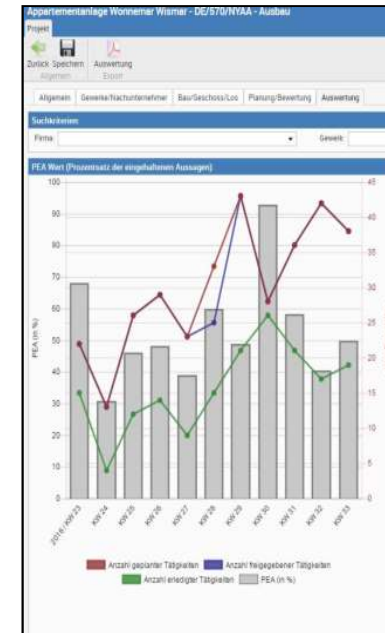 Appartementanlage Wonnemar Wismar - DE/570/NYAA - Ausbau
Projekt
Zurück Speichern Auswertung
Allgemein Export
Allgemein Gewerke/Nachunternehmer Bau/Geschoss/Los Planung/Bewertung Auswertung
Suchkriterien
Firma: Gewerk:
PEA Wert (Prozentsatz der eingehaltenen Aussagen)
100 45
90 40
80 35
70 30
60 25
50 20
40 15
30 10
20 5
10 0
0
PEA (in %)
2016 / KW 23 KW 24 KW 25 KW 26 KW 27 KW 28 KW 29 KW 30 KW 31 KW 32 KW 33
Anzahl geplanter Tätigkeiten Anzahl freigegebener Tätigkeiten
Anzahl erledigter Tätigkeiten PEA (in %)